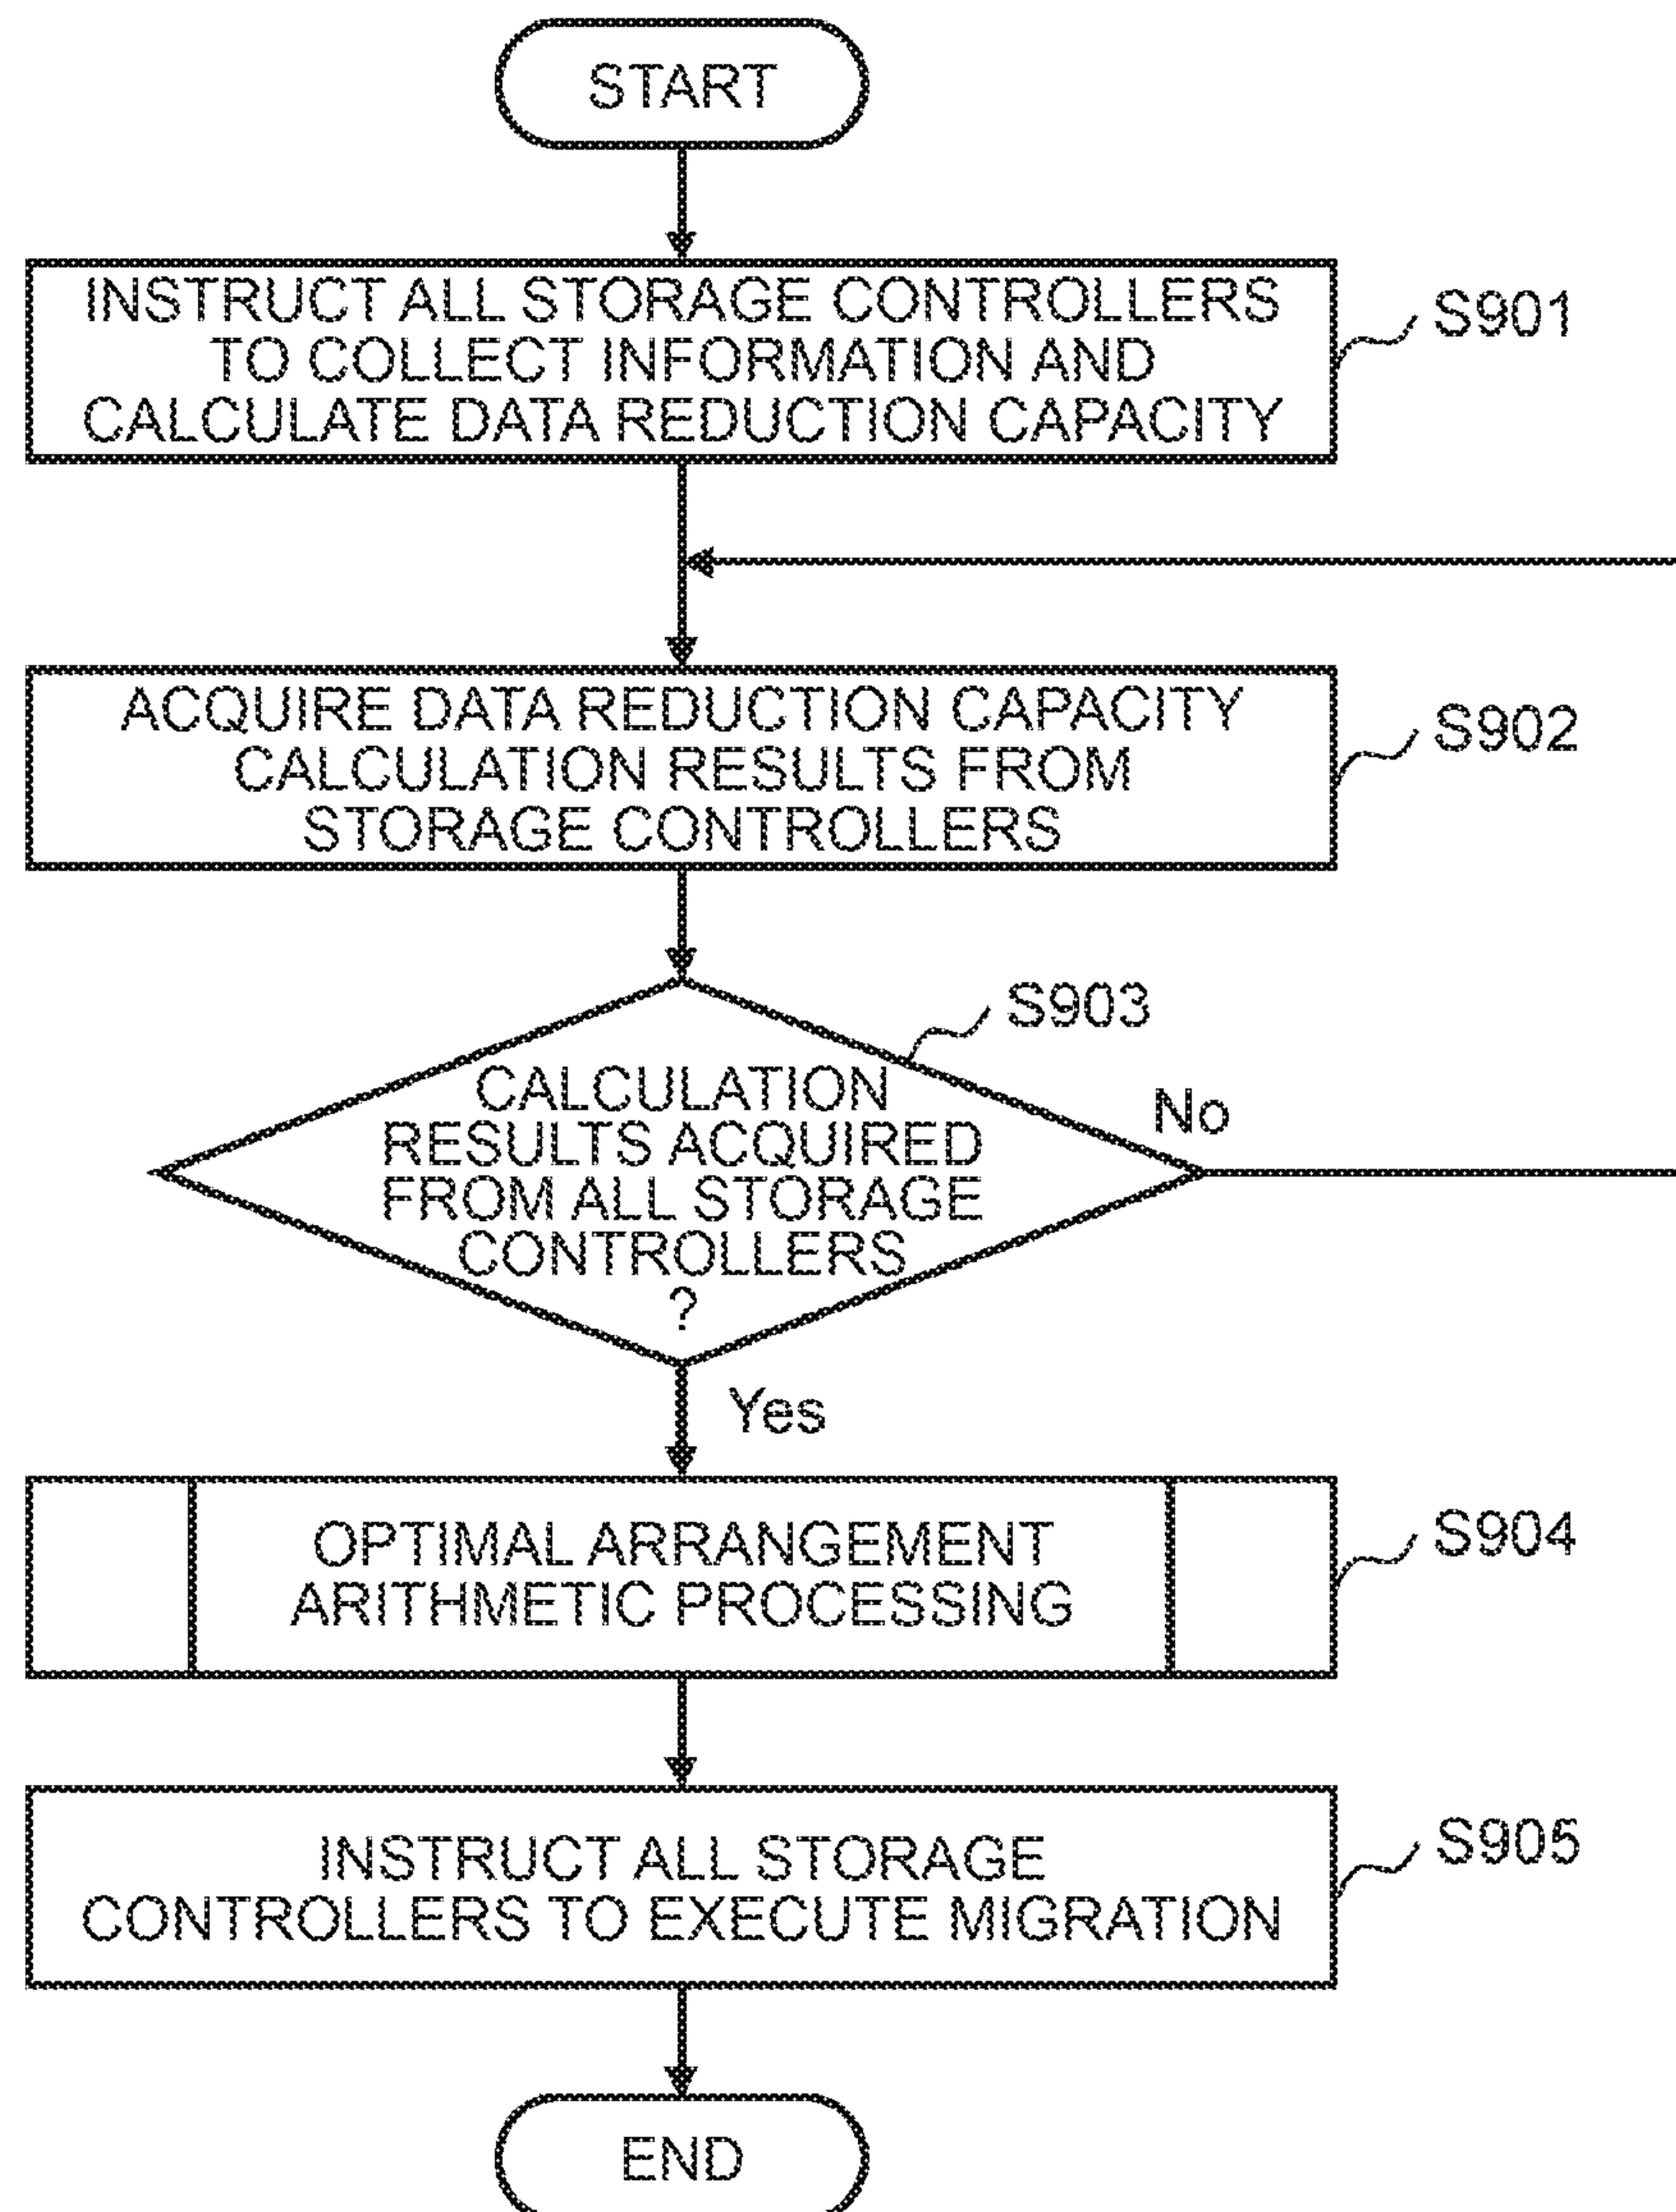 START
INSTRUCT ALL STORAGE CONTROLLERS
TO COLLECT INFORMATION AND
CALCULATE DATA REDUCTION CAPACITY
S901
ACQUIRE DATA REDUCTION CAPACITY
CALCULATION RESULTS FROM
STORAGE CONTROLLERS
S902
S903
CALCULATION
RESULTS ACQUIRED
FROM ALL STORAGE
CONTROLLERS
?
No
Yes
OPTIMAL ARRANGEMENT
ARITHMETIC PROCESSING
S904
INSTRUCT ALL STORAGE
CONTROLLERS TO EXECUTE MIGRATION
S905
END